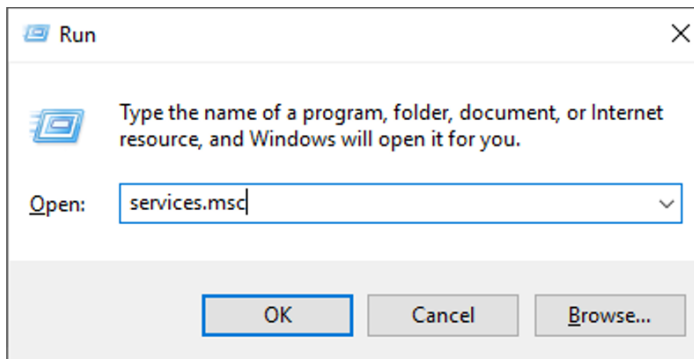 Run
Type the name of a program, folder, document, or Internet
resource, and Windows will open it for you.
Open: services.msc
OK Cancel Browse...